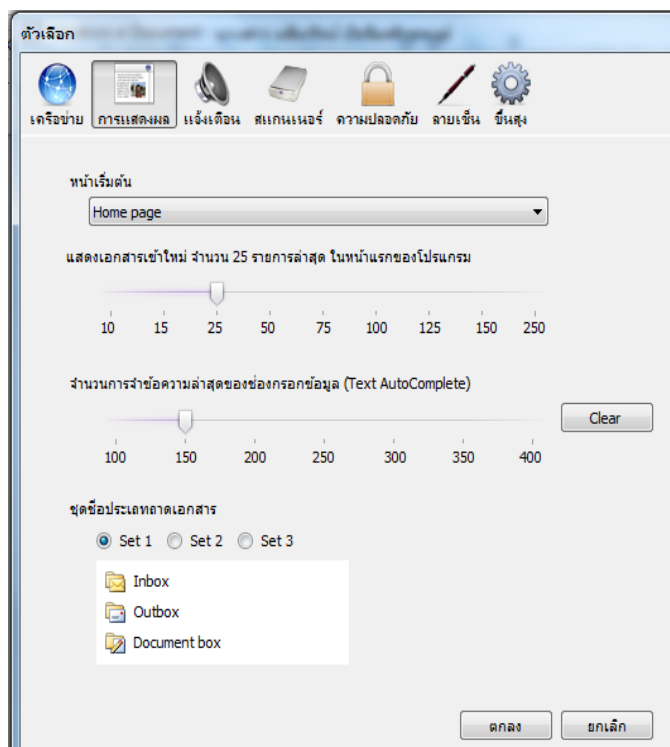 ตัวเลือก
เครือข่าย การแสดงผล แจ้งเตือน สแกนเนอร์ ความปลอดภัย ลายเซ็น ขั้นสูง
หน้าเริ่มต้น
Home page
แสดงเอกสารเข้าใหม่ จำนวน 25 รายการล่าสุด ในหน้าแรกของโปรแกรม
10 15 25 50 75 100 125 150 250
จำนวนการจำข้อความล่าสุดของช่องกรอกข้อมูล (Text AutoComplete)
Clear
100 150 200 250 300 350 400
ชุดชื่อประเภทถาดเอกสาร
Set 1 Set 2 Set 3
Inbox
Outbox
Document box
ตกลง ยกเลิก